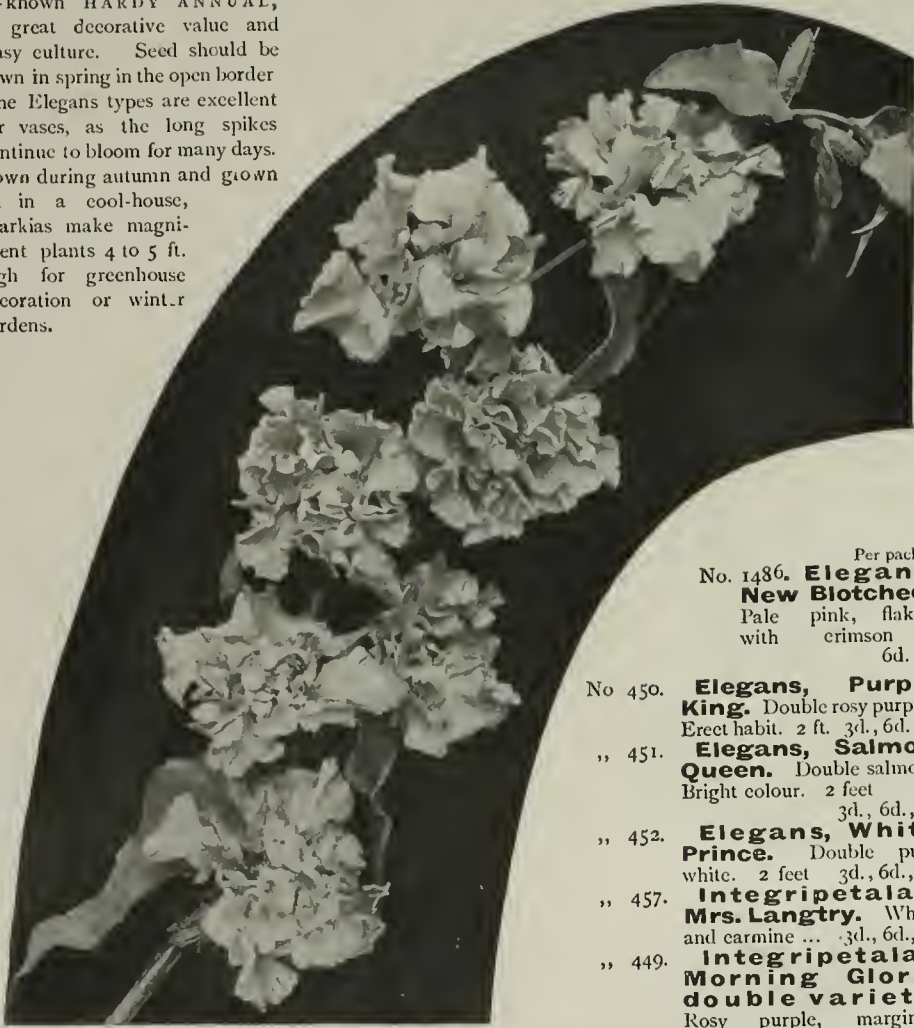 -known HARDY ANNUAL,
great decorative value and
asy culture. Seed should be
wn in spring in the open border
he Elegans types are excellent
r vases, as the long spikes
ntinue to bloom for many days.
own during autumn and grown
in a cool-house,
arkias make magni-
ent plants 4 to 5 ft.
gh for greenhouse
coration or wint.r
rdens.
Per pack
No. 1486. Elegan
New Blotche
Pale pink, flak
with crimson
6d.
No 450. Elegans, Purp
King. Double rosy purp
Erect habit. 2 ft. 3d., 6d.
,, 451. Elegans, Salmo
Queen. Double salmo
Bright colour. 2 feet
3d., 6d.,
,, 452. Elegans, Whit
Prince. Double pu
white. 2 feet 3d., 6d.,
,, 457. Integripetala
Mrs. Langtry. Wh
and carmine ... 3d., 6d.,
,, 449. Integripetala
Morning Glor
double variet
Rosy purple, margin